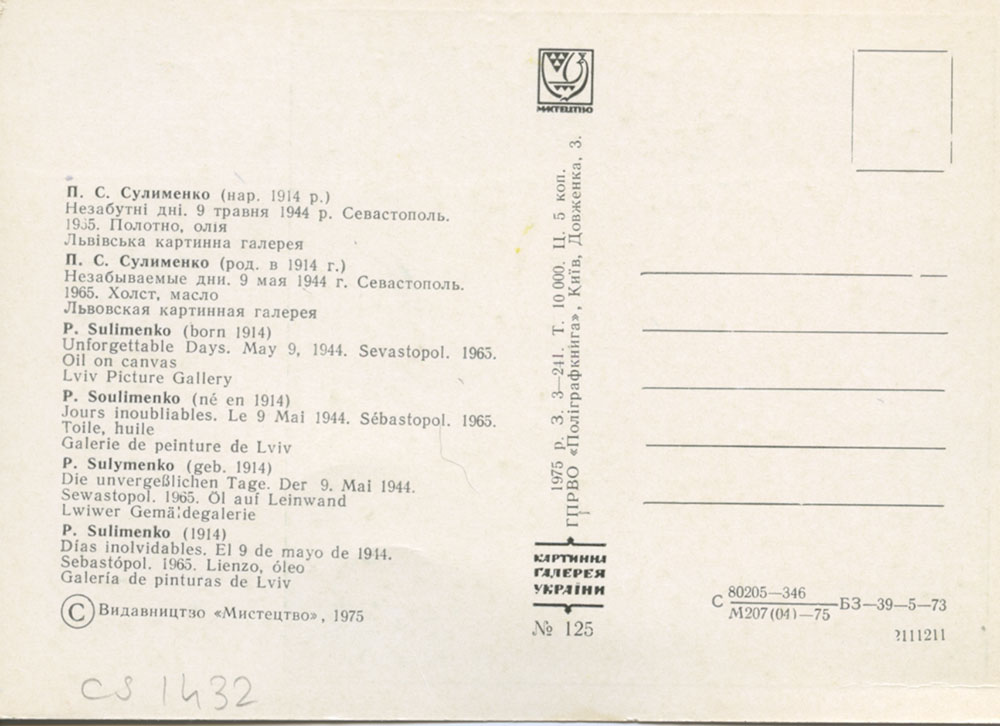 П. С. Сулименко (нар. 1914 р.)
Незабутні дні. 9 травня 1944 р. Севастополь.
1965. Полотно, олія
Львівська картинна галерея
П. С. Сулименко (род. в 1914 г.)
Незабываемые дни. 9 мая 1944 г. Севастополь.
1965. Холст, масло
Львовская картинная галерея
P. Sulimenko (born 1914)
Unforgettable Days. May 9, 1944. Sevastopol. 1965.
Oil on canvas
Lviv Picture Gallery
P. Soulimenko (né en 1914)
Jours inoubliables. Le 9 Mai 1944. Sébastopol. 1965.
Toile, huile
Galerie de peinture de Lviv
P. Sulymenko (geb. 1914)
Die unvergeßlichen Tage. Der 9. Mai 1944.
Sewastopol. 1965. Öl auf Leinwand
Lwiwer Gemäldegalerie
P. Sulimenko (1914)
Días inolvidables. El 9 de mayo de 1944.
Sebastópol. 1965. Lienzo, óleo
Galería de pinturas de Lviv
© Видавництво «Мистецтво», 1975
CS 1432
МИСТЕЦТВО
1975 р. З. 3—241. Т. 10 000. Ц. 5 коп.
ГПРВО «Поліграфкнига», Київ, Довженка, 3.
КАРТИННА
ГАЛЕРЕЯ
УКРАЇНИ
№ 125
С 80205—346
М207(04)—75 БЗ—39—5—73
2111211